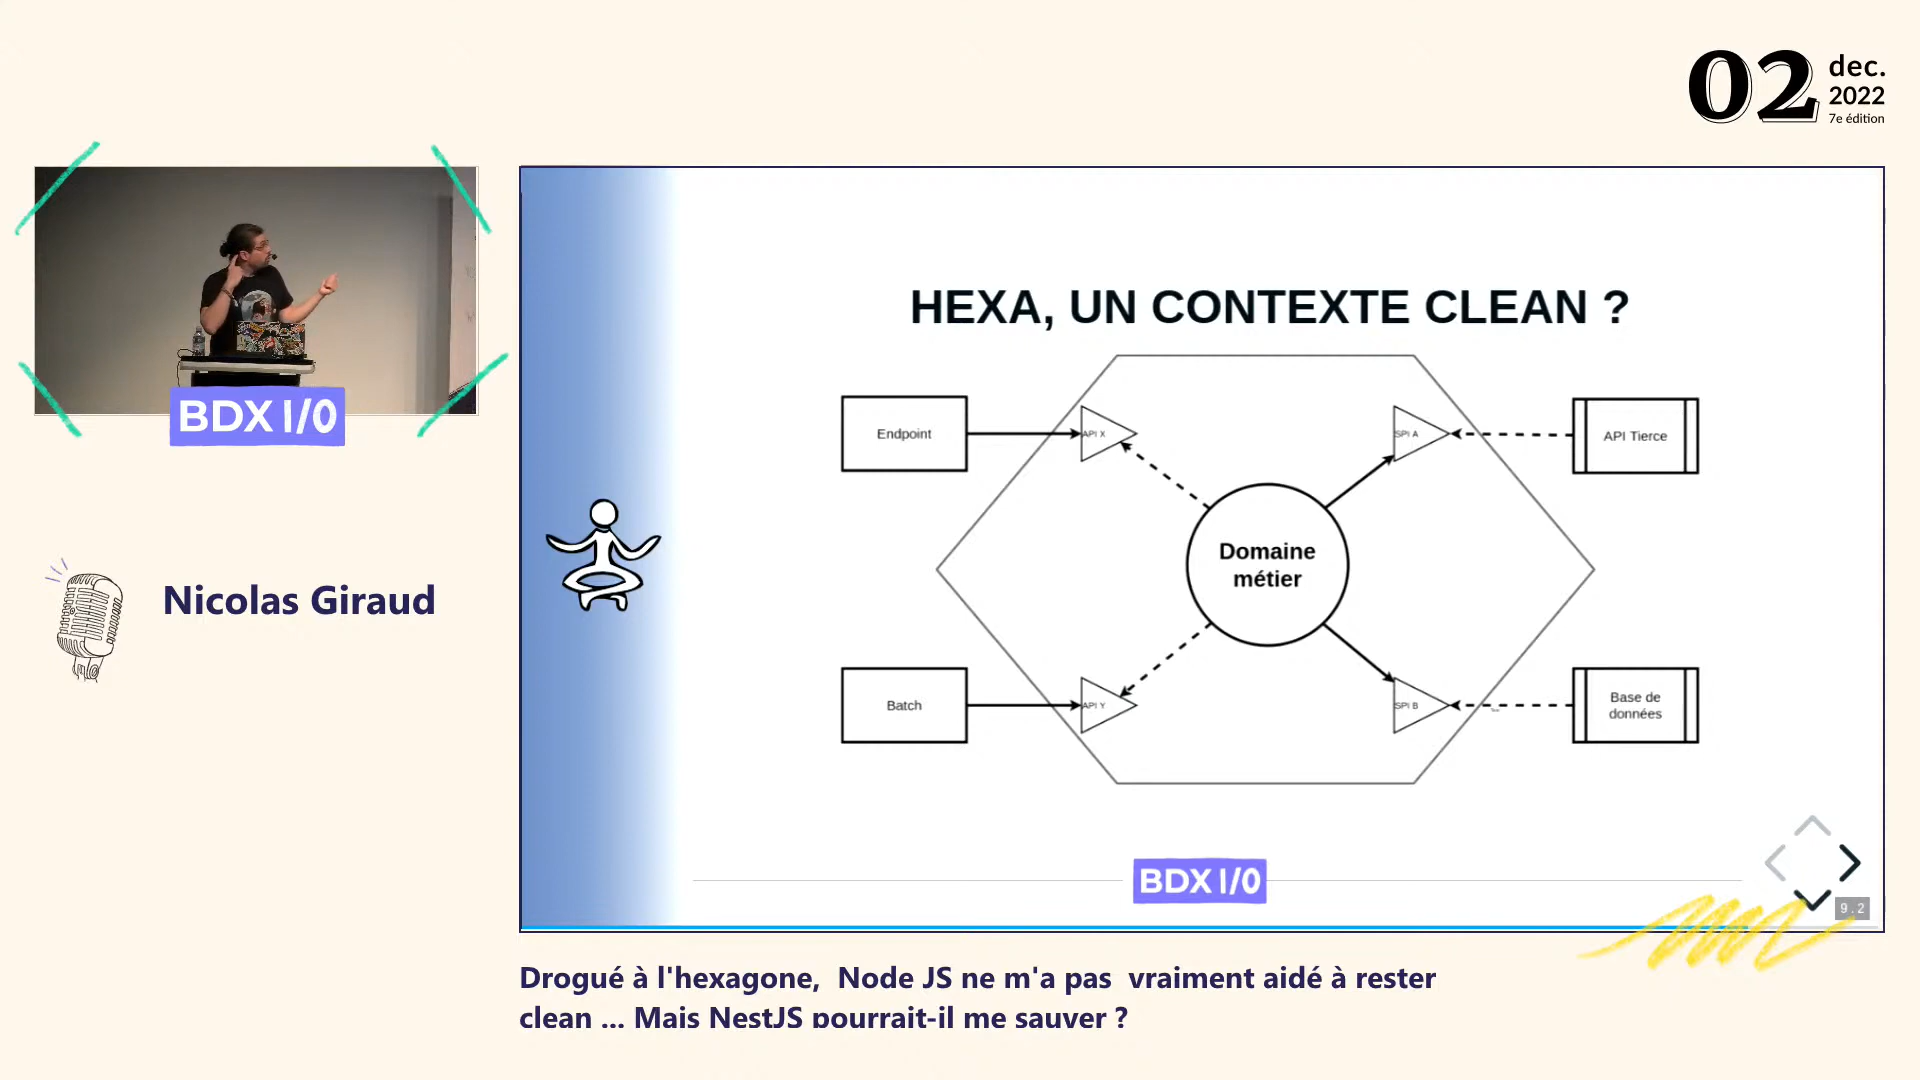 02 dec.
2022
7e édition
BDX I/O
Nicolas Giraud
HEXA, UN CONTEXTE CLEAN ?
Endpoint
API X
SPI A
API Tierce
Domaine
métier
Batch
API Y
SPI B
Base de
données
BDX I/O
9.2
Drogué à l'hexagone, Node JS ne m'a pas vraiment aidé à rester
clean ... Mais NestJS pourrait-il me sauver ?